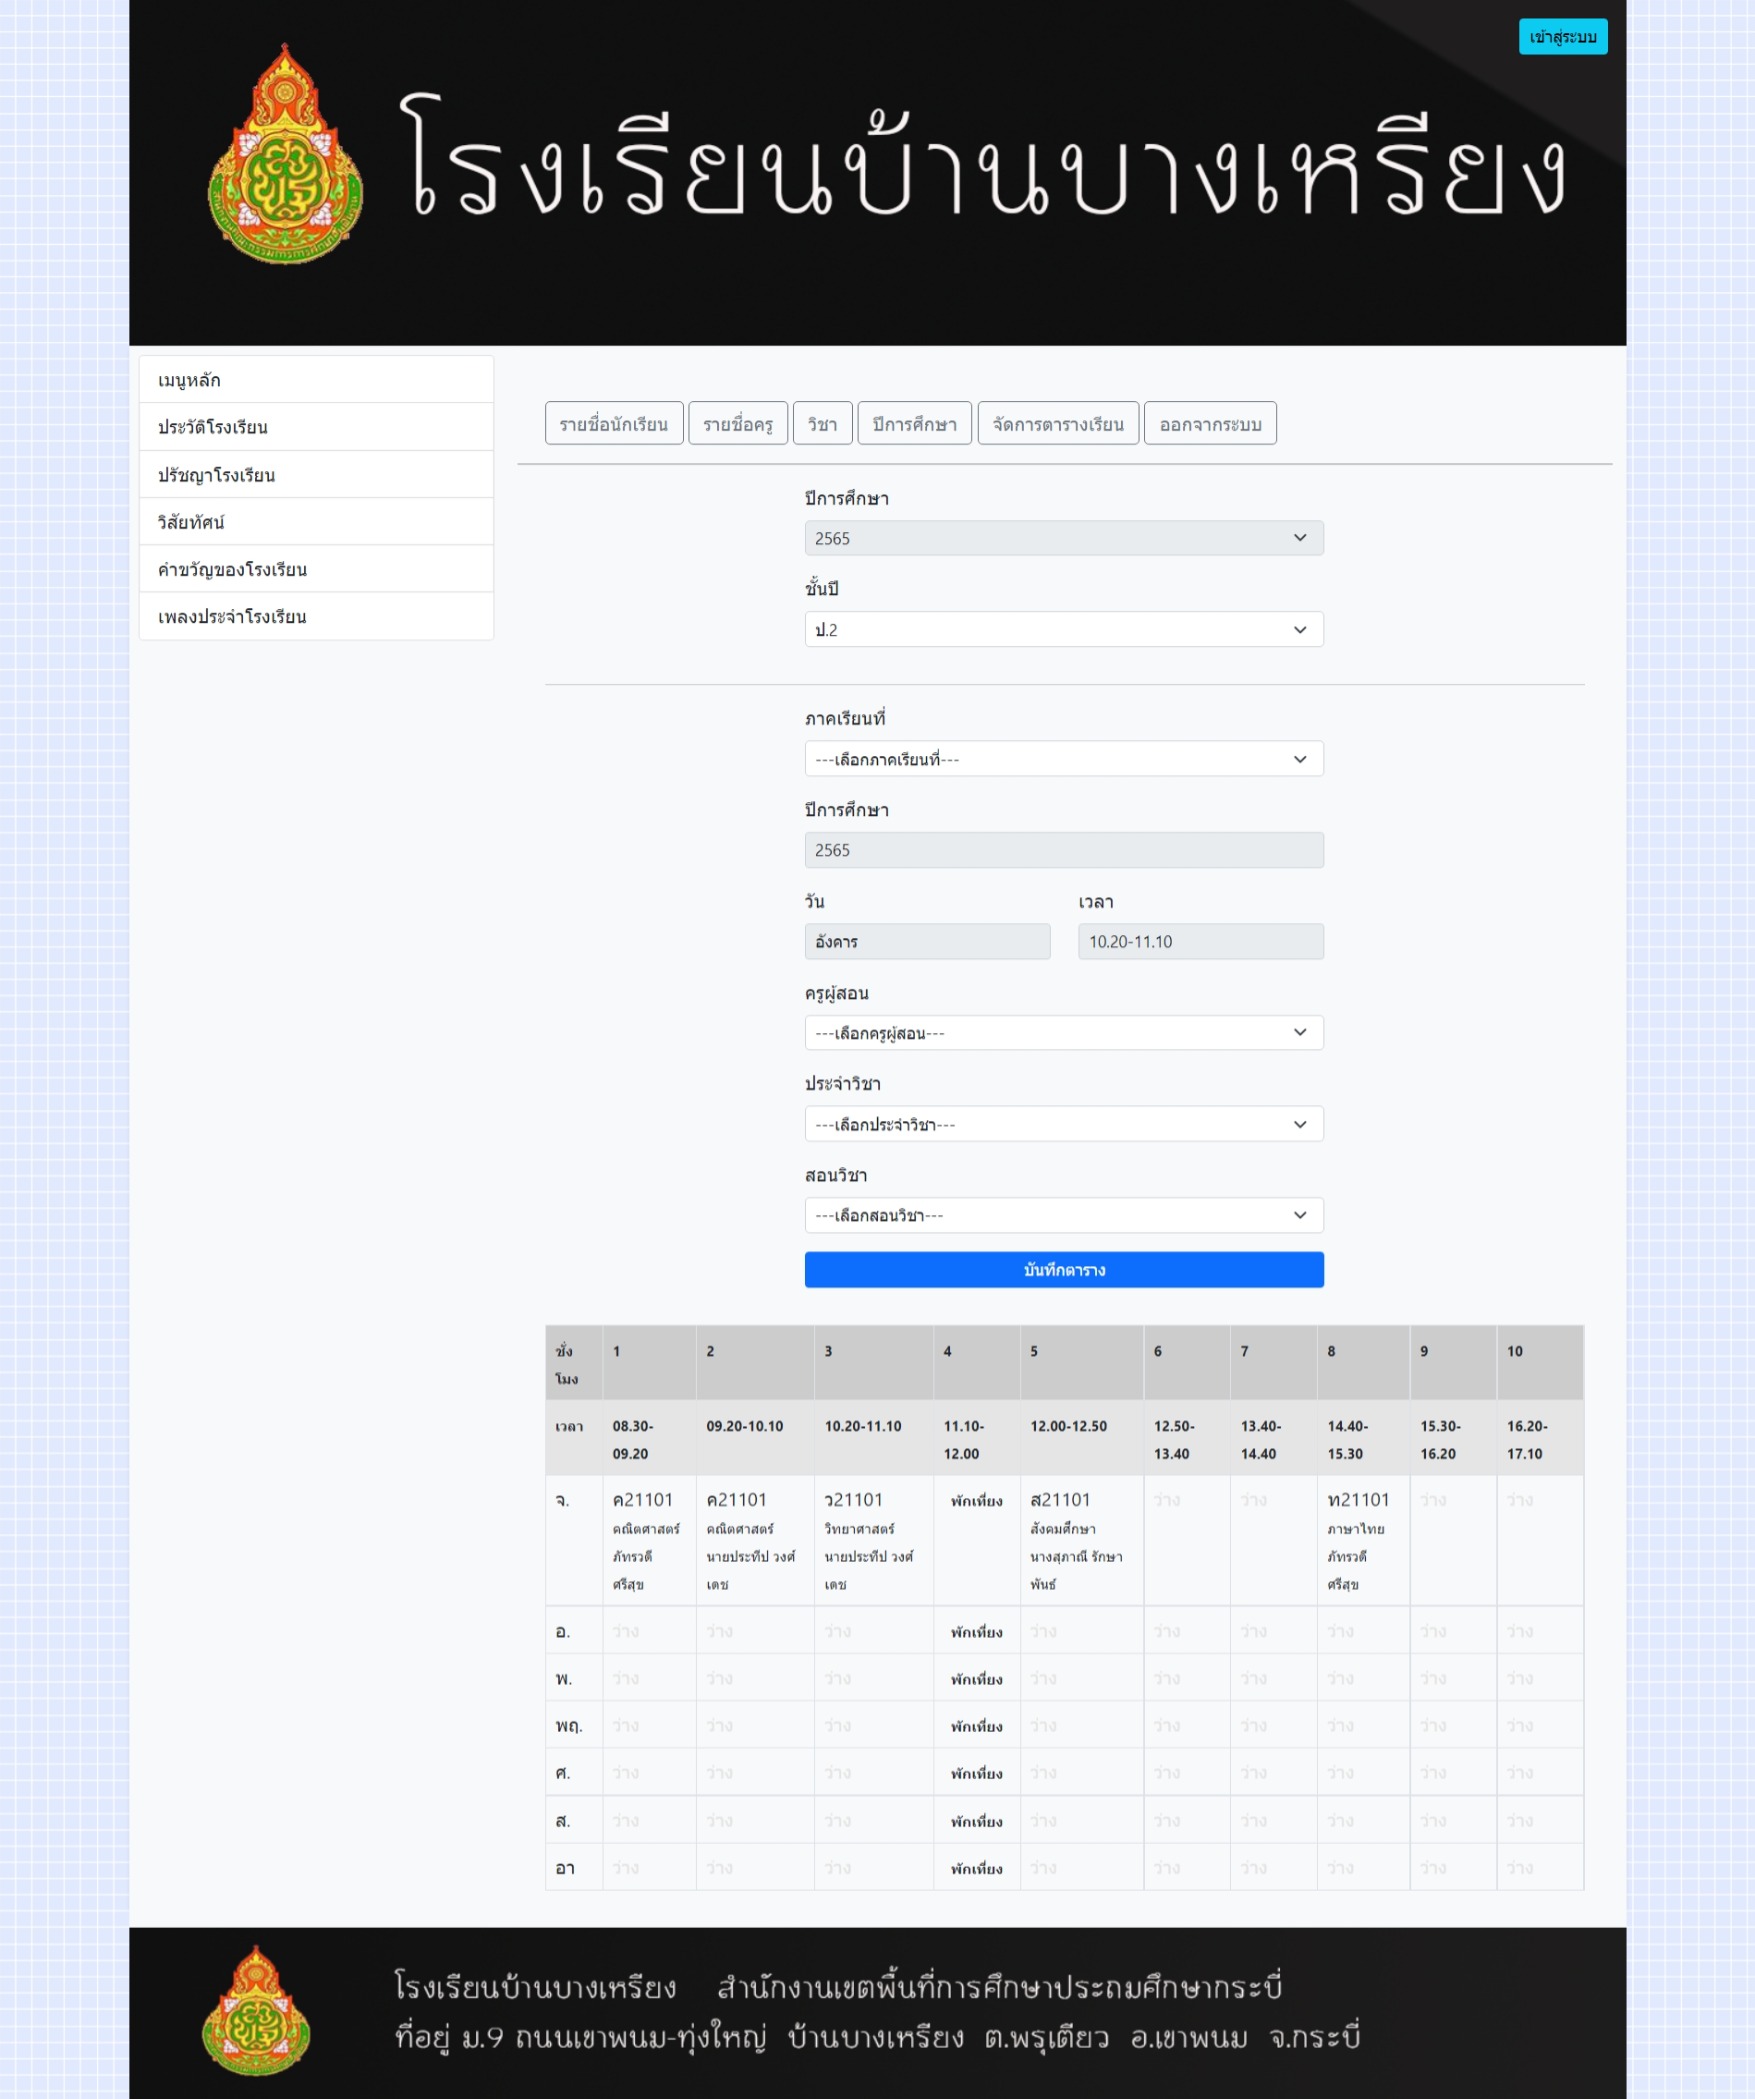 เข้าสู่ระบบ
โรงเรียนบ้านบางเหรียง
เมนูหลัก
ประวัติโรงเรียน
ปรัชญาโรงเรียน
วิสัยทัศน์
คำขวัญของโรงเรียน
เพลงประจำโรงเรียน
รายชื่อนักเรียน รายชื่อครู วิชา ปีการศึกษา จัดการตารางเรียน ออกจากระบบ
ปีการศึกษา
2565
ชั้นปี
ป.2
ภาคเรียนที่
---เลือกภาคเรียนที่---
ปีการศึกษา
2565
วัน เวลา
อังคาร 10.20-11.10
ครูผู้สอน
---เลือกครูผู้สอน---
ประจำวิชา
---เลือกประจำวิชา---
สอนวิชา
---เลือกสอนวิชา---
บันทึกตาราง
ชั่ว 1 2 3 4 5 6 7 8 9 10
โมง
เวลา 08.30- 09.20-10.10 10.20-11.10 11.10- 12.00-12.50 12.50- 13.40- 14.40- 15.30- 16.20-
09.20 12.00 13.40 14.40 15.30 16.20 17.10
จ. ค21101 ค21101 ว21101 พักเที่ยง ส21101 ว่าง ว่าง ท21101 ว่าง ว่าง
คณิตศาสตร์ คณิตศาสตร์ วิทยาศาสตร์ สังคมศึกษา ภาษาไทย
ภัทรวดี นายประทีป วงศ์ นายประทีป วงศ์ นางสุภาณี รักษา ภัทรวดี
ศรีสุข เดช เดช พันธ์ ศรีสุข
อ. ว่าง ว่าง ว่าง พักเที่ยง ว่าง ว่าง ว่าง ว่าง ว่าง ว่าง
พ. ว่าง ว่าง ว่าง พักเที่ยง ว่าง ว่าง ว่าง ว่าง ว่าง ว่าง
พฤ. ว่าง ว่าง ว่าง พักเที่ยง ว่าง ว่าง ว่าง ว่าง ว่าง ว่าง
ศ. ว่าง ว่าง ว่าง พักเที่ยง ว่าง ว่าง ว่าง ว่าง ว่าง ว่าง
ส. ว่าง ว่าง ว่าง พักเที่ยง ว่าง ว่าง ว่าง ว่าง ว่าง ว่าง
อา ว่าง ว่าง ว่าง พักเที่ยง ว่าง ว่าง ว่าง ว่าง ว่าง ว่าง
โรงเรียนบ้านบางเหรียง สำนักงานเขตพื้นที่การศึกษาประถมศึกษากระบี่
ที่อยู่ ม.9 ถนนเขาพนม-ทุ่งใหญ่ บ้านบางเหรียง ต.พรุเตียว อ.เขาพนม จ.กระบี่